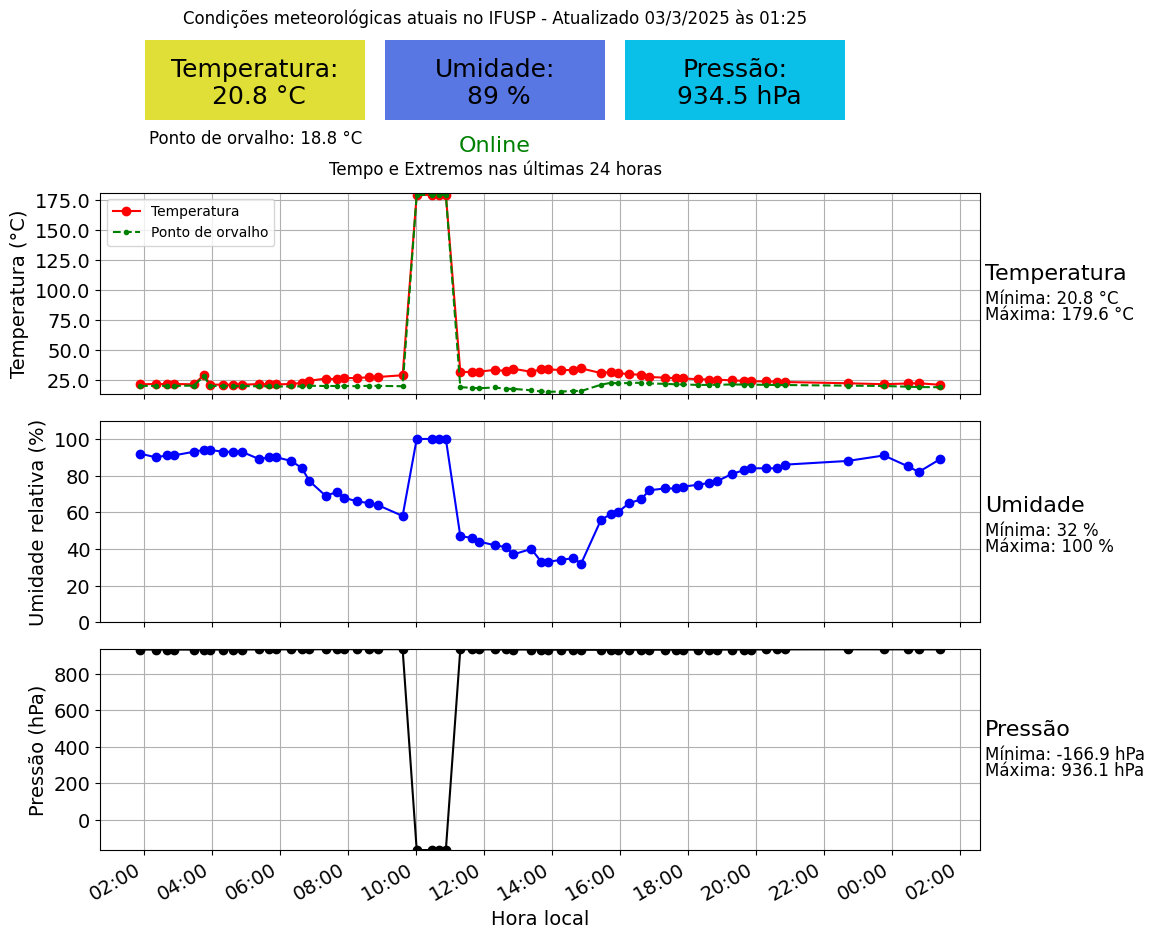 Condições meteorológicas atuais no IFUSP - Atualizado 03/3/2025 às 01:25
Temperatura:
20.8 °C
Umidade:
89 %
Pressão:
934.5 hPa
Ponto de orvalho: 18.8 °C
Online
Tempo e Extremos nas últimas 24 horas
Temperatura (°C)
175.0
150.0
125.0
100.0
75.0
50.0
25.0
Temperatura
Ponto de orvalho
Temperatura
Mínima: 20.8 °C
Máxima: 179.6 °C
Umidade relativa (%)
100
80
60
40
20
0
Umidade
Mínima: 32 %
Máxima: 100 %
Pressão (hPa)
800
600
400
200
0
Pressão
Mínima: -166.9 hPa
Máxima: 936.1 hPa
02:00 04:00 06:00 08:00 10:00 12:00 14:00 16:00 18:00 20:00 22:00 00:00 02:00
Hora local